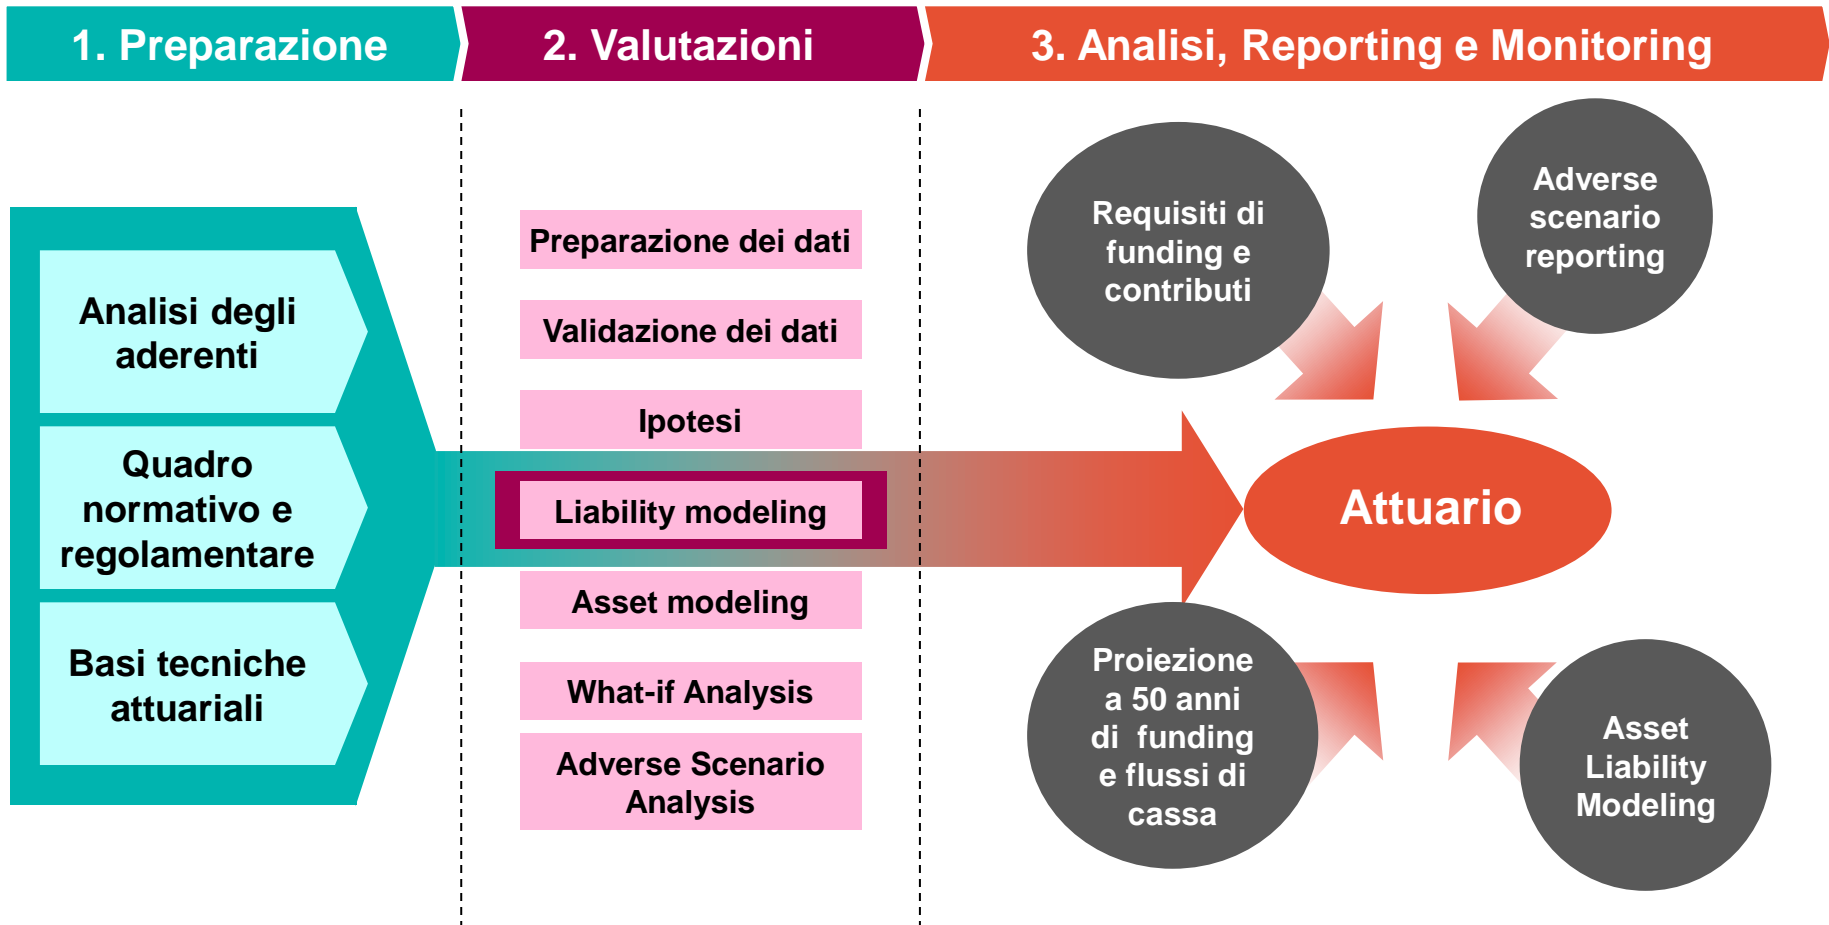 1. Preparazione
2. Valutazioni
3. Analisi, Reporting e Monitoring
Analisi degli
aderenti
Quadro
normativo e
regolamentare
Basi tecniche
attuariali
Preparazione dei dati
Validazione dei dati
Ipotesi
Liability modeling
Asset modeling
What-if Analysis
Adverse Scenario
Analysis
Requisiti di
funding e
contributi
Adverse
scenario
reporting
Attuario
Proiezione
a 50 anni
di funding
e flussi di
cassa
Asset
Liability
Modeling